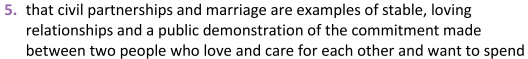 5. that civil partnerships and marriage are examples of stable, loving
relationships and a public demonstration of the commitment made
between two people who love and care for each other and want to spend